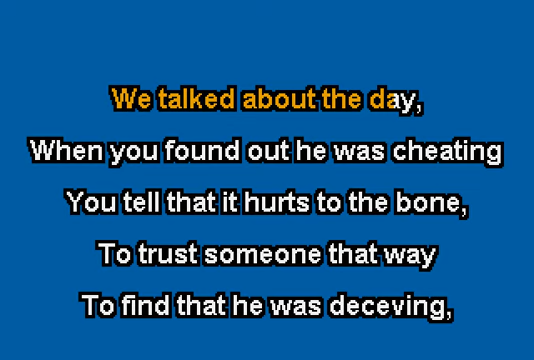 We talked about the day,
When you found out he was cheating
You tell that it hurts to the bone,
To trust someone that way
To find that he was deceving,